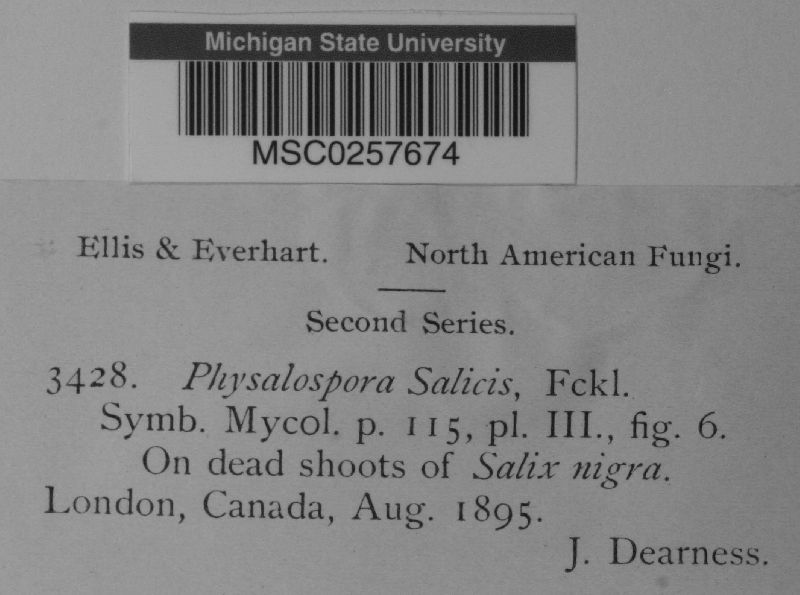 Michigan State University
MSC0257674
Ellis & Everhart. North American Fungi.
Second Series.
3428. Physalospora Salicis, Fckl.
Symb. Mycol. p. 115, pl. III., fig. 6.
On dead shoots of Salix nigra.
London, Canada, Aug. 1895.
J. Dearness.